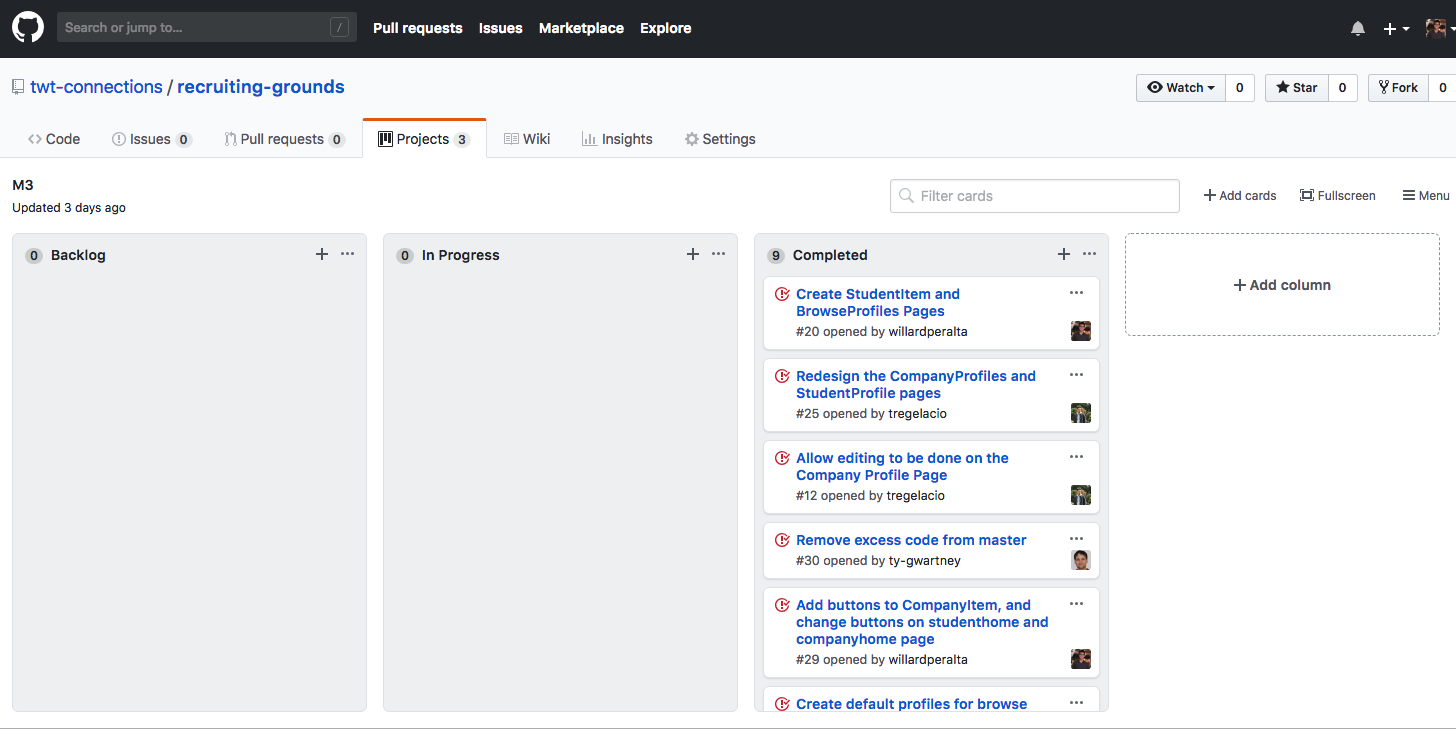 Search or jump to... /
Pull requests Issues Marketplace Explore
twt-connections / recruiting-grounds
Watch 0 Star 0 Fork 0
Code Issues 0 Pull requests 0 Projects 3 Wiki Insights Settings
M3
Updated 3 days ago
Filter cards
Add cards Fullscreen Menu
0 Backlog
0 In Progress
9 Completed
Create StudentItem and
BrowseProfiles Pages
#20 opened by willardperalta
Redesign the CompanyProfiles and
StudentProfile pages
#25 opened by tregelacio
Allow editing to be done on the
Company Profile Page
#12 opened by tregelacio
Remove excess code from master
#30 opened by ty-gwartney
Add buttons to CompanyItem, and
change buttons on studenthome and
companyhome page
#29 opened by willardperalta
Create default profiles for browse
Add column